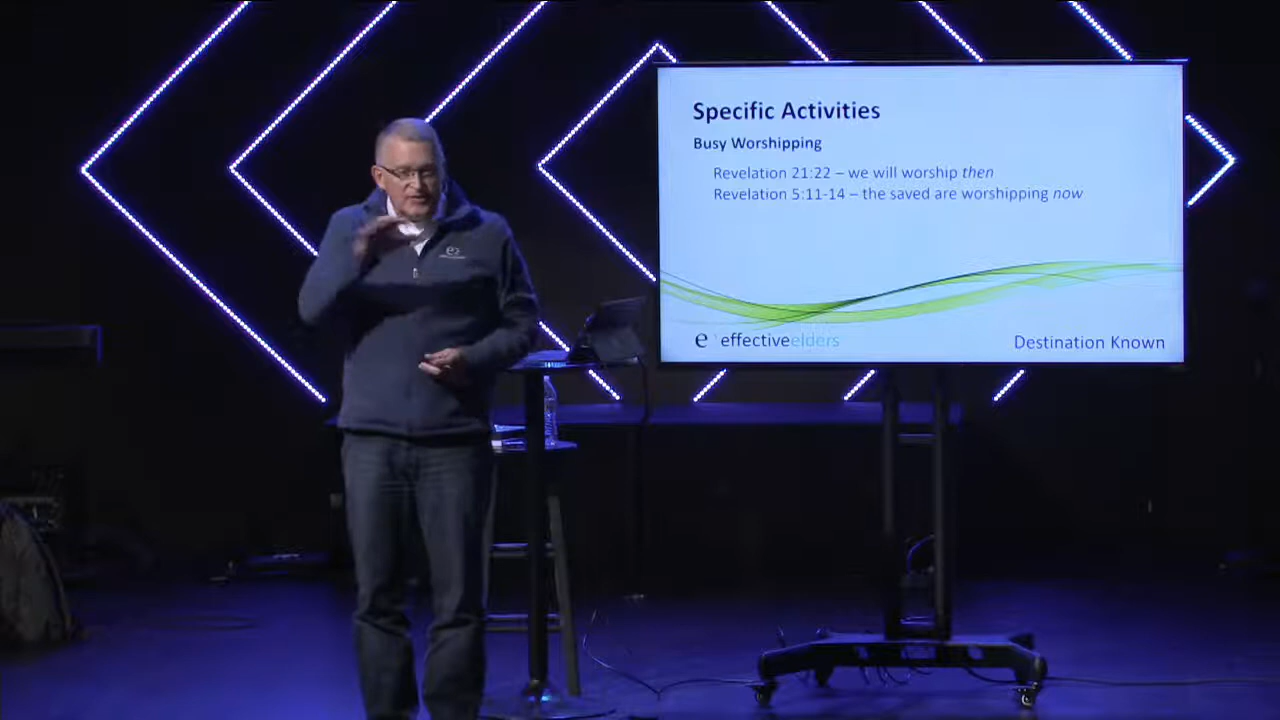 Specific Activities
Busy Worshipping
Revelation 21:22 – we will worship then
Revelation 5:11-14 – the saved are worshipping now
e effectiveelders
Destination Known